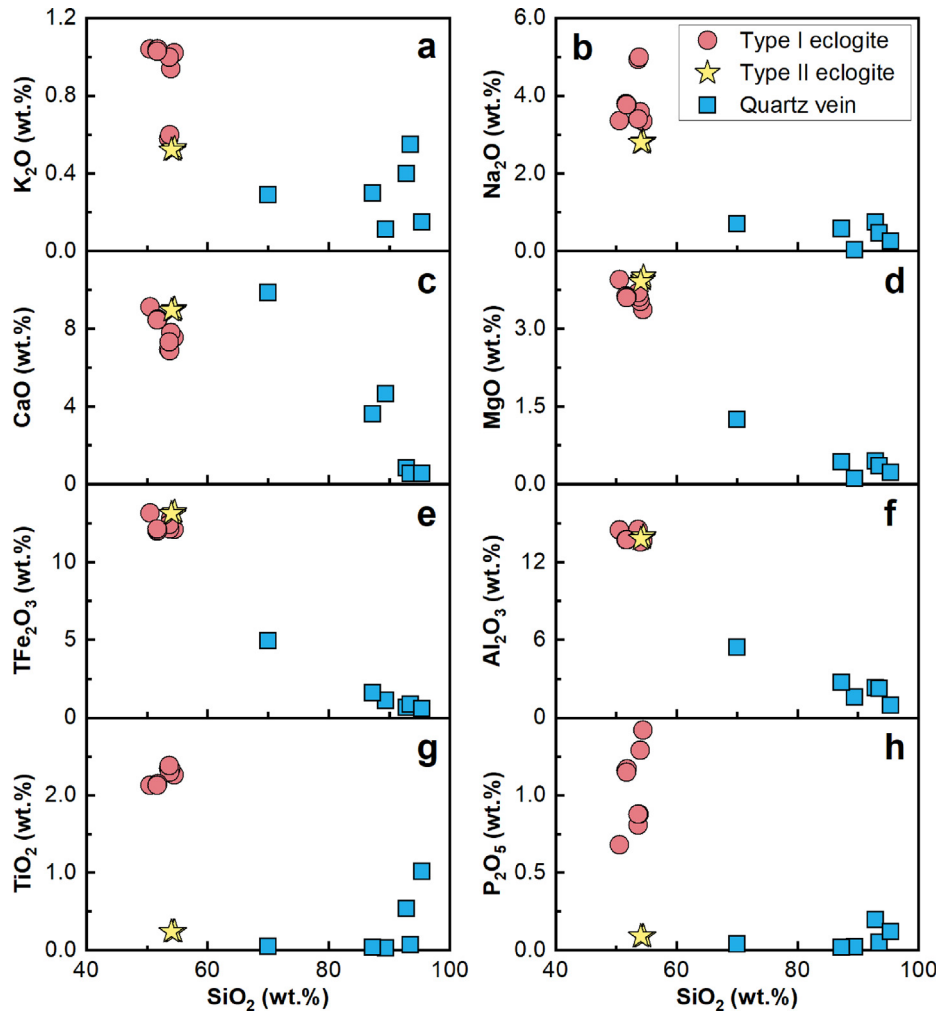 a
K₂O (wt.%)
1.2
0.8
0.4
0.0
b
Type I eclogite
Type II eclogite
Quartz vein
Na₂O (wt.%)
6.0
4.0
2.0
0.0
c
CaO (wt.%)
8
4
0
d
MgO (wt.%)
3.0
1.5
0.0
e
TFe₂O₃ (wt.%)
10
5
0
f
Al₂O₃ (wt.%)
12
6
0
g
TiO₂ (wt.%)
2.0
1.0
0.0
40 60 80 100
SiO₂ (wt.%)
h
P₂O₅ (wt.%)
1.0
0.5
0.0
40 60 80 100
SiO₂ (wt.%)